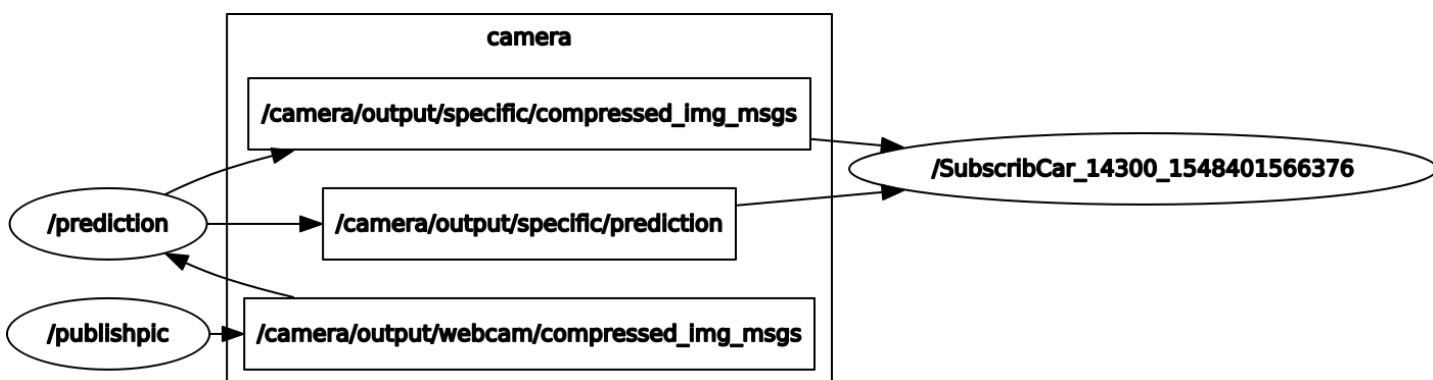 camera
/camera/output/specific/compressed_img_msgs
/SubscribCar_14300_1548401566376
/prediction
/camera/output/specific/prediction
/publishpic
/camera/output/webcam/compressed_img_msgs